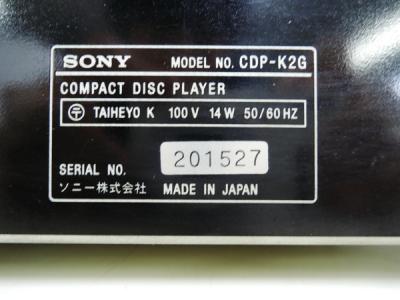 SONY MODEL NO. CDP-K2G
COMPACT DISC PLAYER
〒 TAIHEYO K 100V 14W 50/60HZ
SERIAL NO. 201527
ソニー株式会社 MADE IN JAPAN